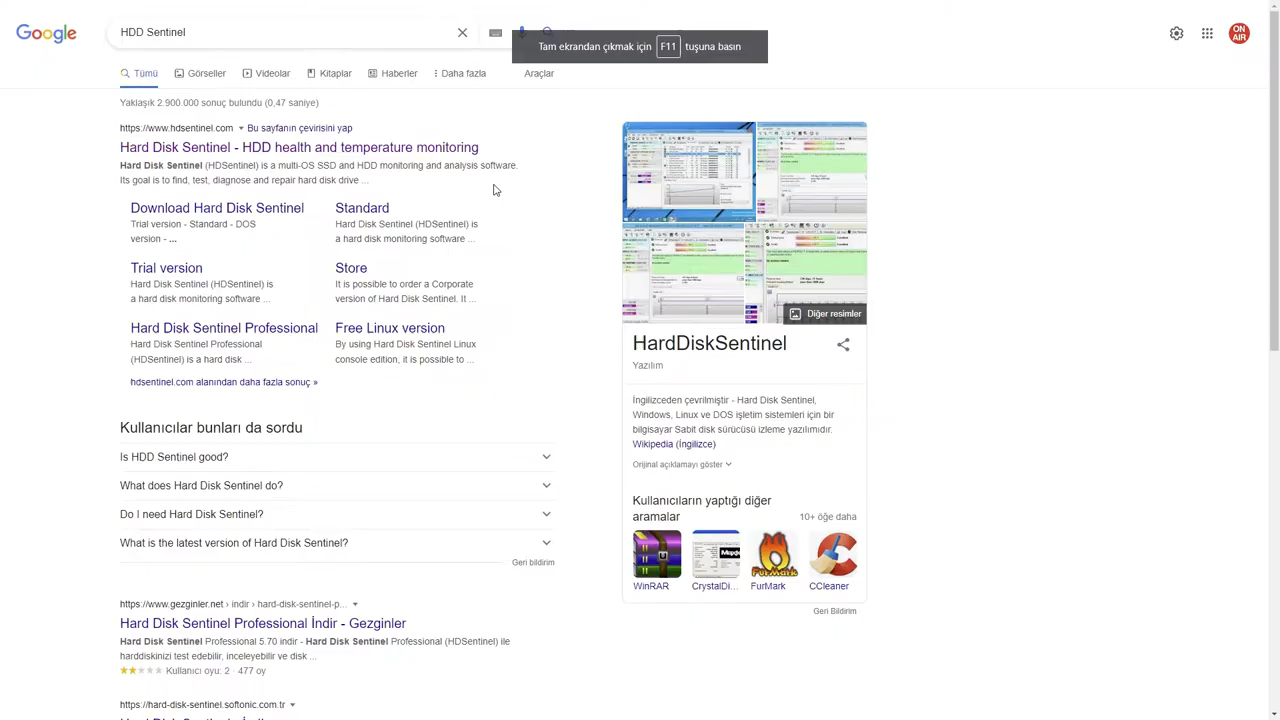 Google
HDD Sentinel
Tam ekrandan çıkmak için F11 tuşuna basın
ON AIR
Tümü Görseller Videolar Kitaplar Haberler Daha fazla Araçlar
Yaklaşık 2.900.000 sonuç bulundu (0,47 saniye)
https://www.hdsentinel.com Bu sayfanın çevirisini yap
Hard Disk Sentinel - HDD health and temperature monitoring
Hard Disk Sentinel (HDSentinel) is a multi-OS SSD and HDD monitoring and analysis software.
Its goal is to find, test, diagnose and repair hard disk
Download Hard Disk Sentinel
Trial version - Standard - DOS
Standard
Hard Disk Sentinel (HDSentinel) is
Trial version
Hard Disk Sentinel
a hard disk monitoring software ...
Store
It is possible to Corporate
version of Hard Disk Sentinel. It ...
Hard Disk Sentinel Professional
Hard Disk Sentinel Professional
(HDSentinel) is a hard disk ...
Free Linux version
By using Hard Disk Sentinel Linux
console edition, it is possible to ...
hdsentinel.com alanından daha fazla sonuç »
Kullanıcılar bunları da sordu
Is HDD Sentinel good?
What does Hard Disk Sentinel do?
Do I need Hard Disk Sentinel?
What is the latest version of Hard Disk Sentinel?
Geri bildirim
https://www.gezginler.net › indir › hard-disk-sentinel-p...
Hard Disk Sentinel Professional İndir - Gezginler
Hard Disk Sentinel Professional 5.70 indir - Hard Disk Sentinel Professional (HDSentinel) ile
harddiskinizi test edebilir, inceleyebilir ve disk ...
Kullanıcı oyu: 2 · 477 oy
https://hard-disk-sentinel.softonic.com.tr
Diğer resimler
HardDiskSentinel
Yazılım
İngilizceden çevrilmiştir - Hard Disk Sentinel,
Windows, Linux ve DOS işletim sistemleri için bir
bilgisayar Sabit disk sürücüsü izleme yazılımıdır.
Wikipedia (İngilizce)
Orijinal açıklamayı göster
Kullanıcıların yaptığı diğer
aramalar
10+ öğe daha
WinRAR CrystalDi... FurMark CCleaner
Geri Bildirim